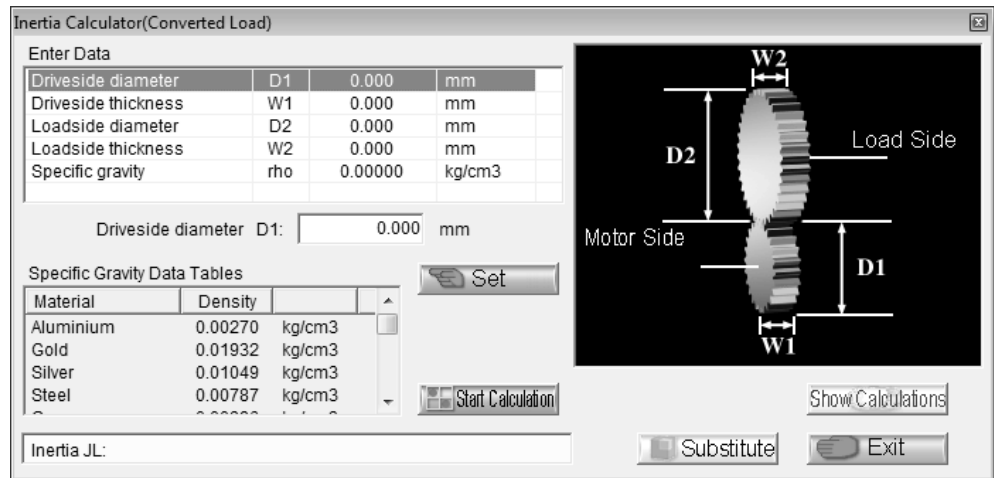 Inertia Calculator(Converted Load)
Enter Data
Driveside diameter D1 0.000 mm
Driveside thickness W1 0.000 mm
Loadside diameter D2 0.000 mm
Loadside thickness W2 0.000 mm
Specific gravity rho 0.00000 kg/cm3
Driveside diameter D1: 0.000 mm
Specific Gravity Data Tables
Set
Material Density
Aluminium 0.00270 kg/cm3
Gold 0.01932 kg/cm3
Silver 0.01049 kg/cm3
Steel 0.00787 kg/cm3
Start Calculation
Inertia JL:
W2
D2
Load Side
Motor Side
D1
W1
Show Calculations
Substitute
Exit